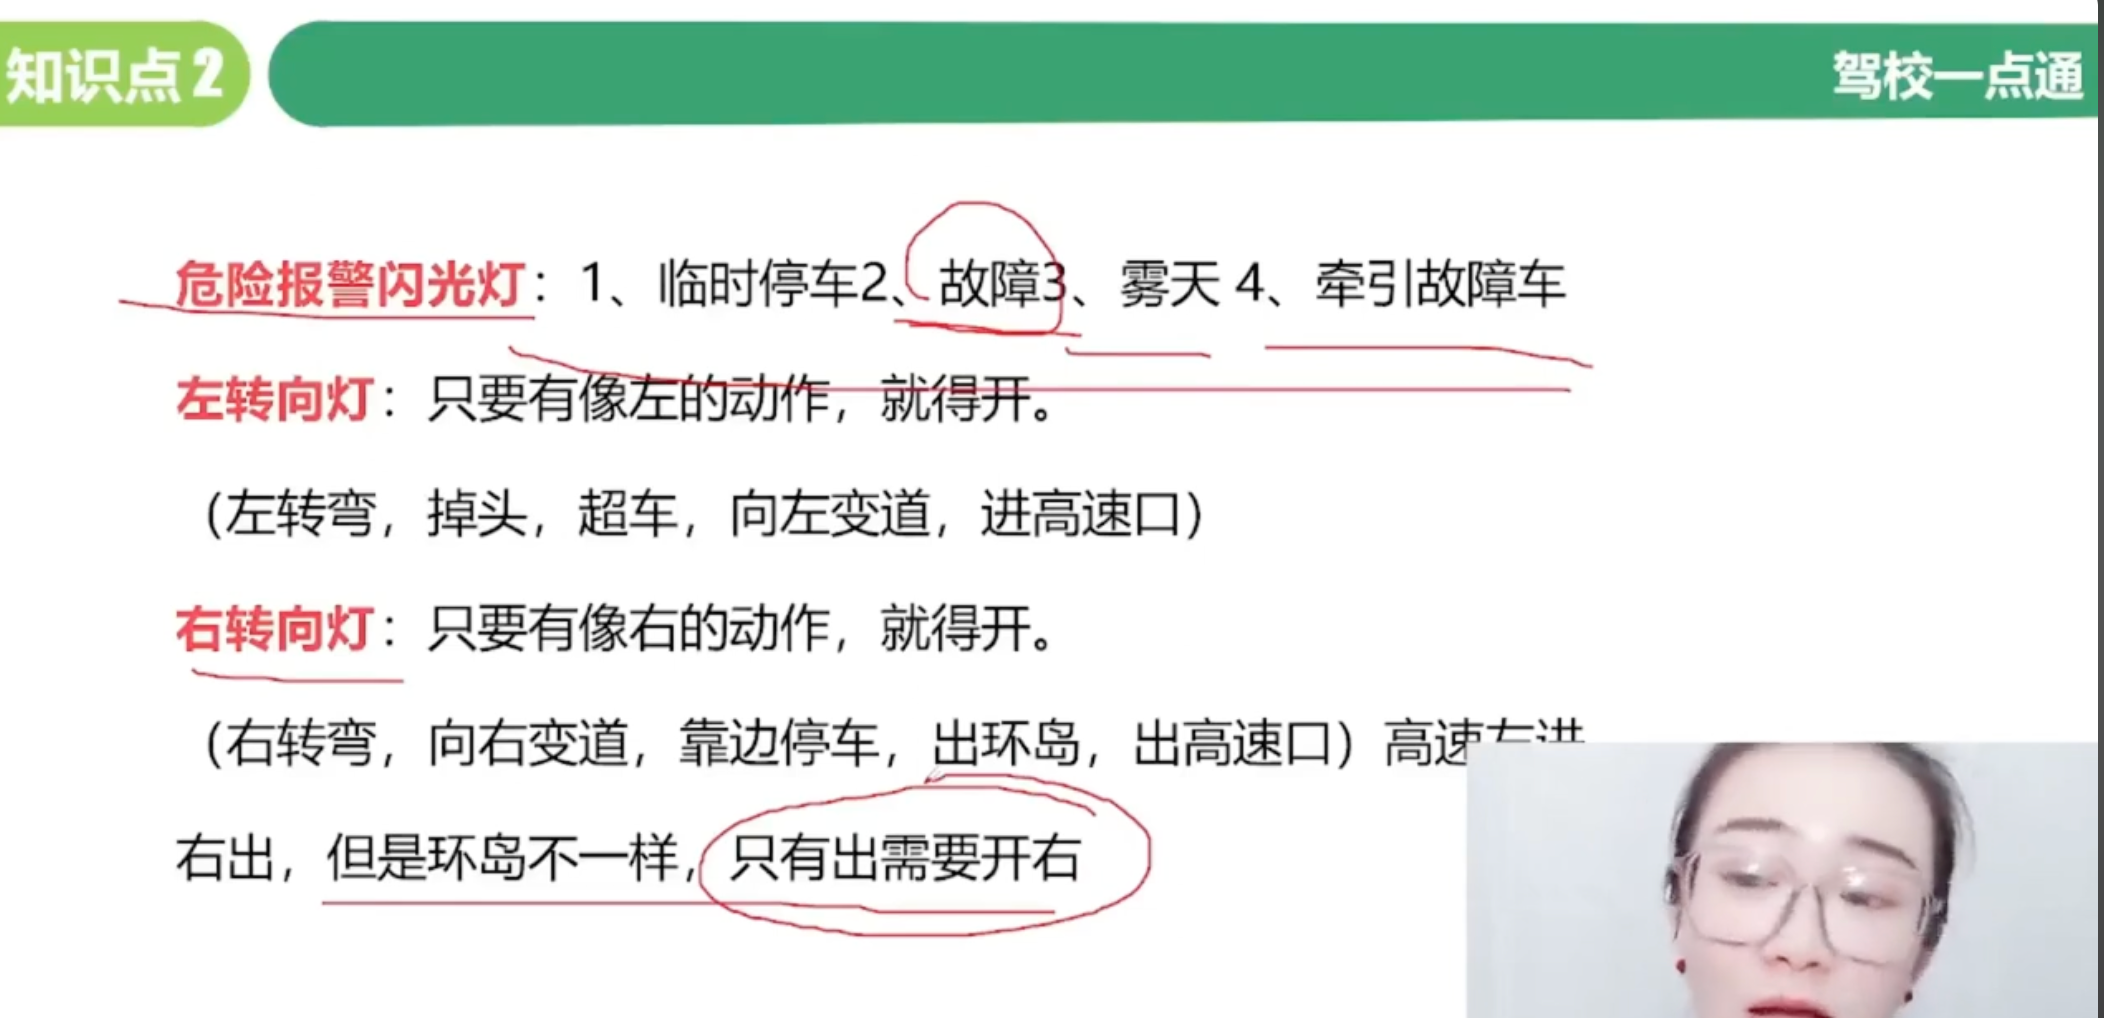 知识点2
驾校一点通
危险报警闪光灯：1、临时停车2、故障3、雾天 4、牵引故障车
左转向灯：只要有像左的动作，就得开。
（左转弯，掉头，超车，向左变道，进高速口）
右转向灯：只要有像右的动作，就得开。
（右转弯，向右变道，靠边停车，出环岛，出高速口）高速左进
右出，但是环岛不一样，只有出需要开右